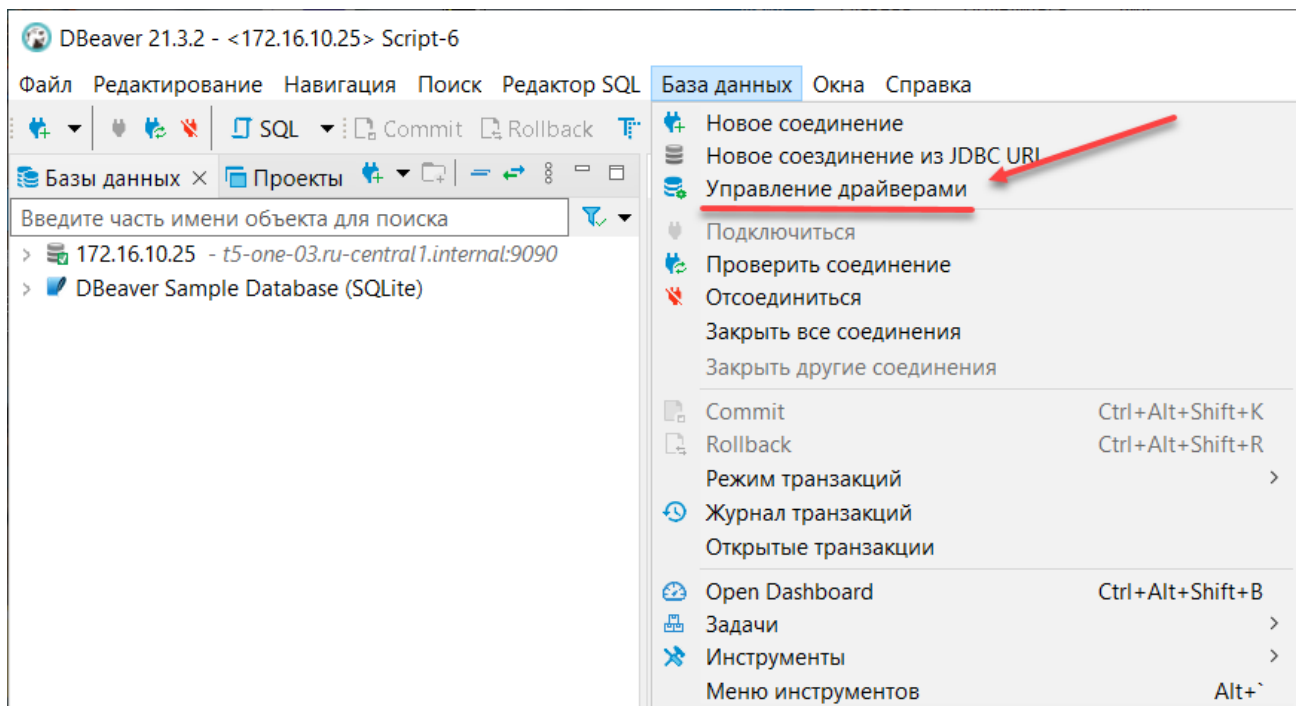 DBeaver 21.3.2 - <172.16.10.25> Script-6
Файл Редактирование Навигация Поиск Редактор SQL База данных Окна Справка
SQL Commit Rollback T
Базы данных Проекты
Введите часть имени объекта для поиска
172.16.10.25 - t5-one-03.ru-central1.internal:9090
DBeaver Sample Database (SQLite)
Новое соединение
Новое соездинение из JDBC URL
Управление драйверами
Подключиться
Проверить соединение
Отсоединиться
Закрыть все соединения
Закрыть другие соединения
Commit Ctrl+Alt+Shift+K
Rollback Ctrl+Alt+Shift+R
Режим транзакций
Журнал транзакций
Открытые транзакции
Open Dashboard Ctrl+Alt+Shift+B
Задачи
Инструменты
Меню инструментов Alt+`